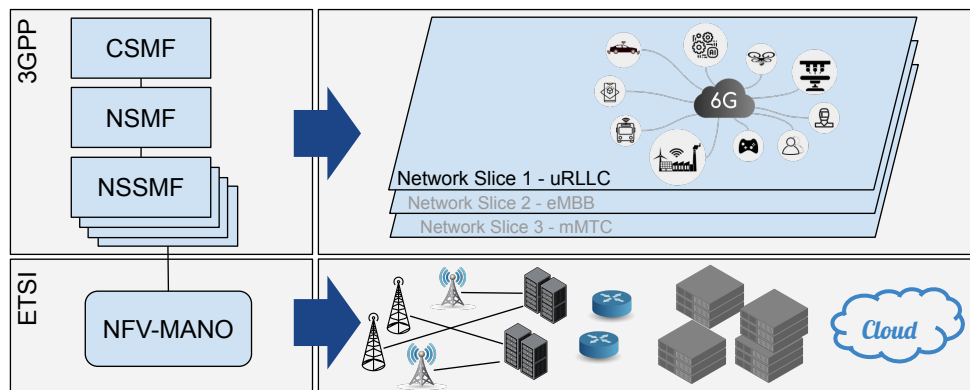 3GPP
CSMF
NSMF
NSSMF
6G
AI
Network Slice 1 - uRLLC
Network Slice 2 - eMBB
Network Slice 3 - mMTC
ETSI
NFV-MANO
Cloud